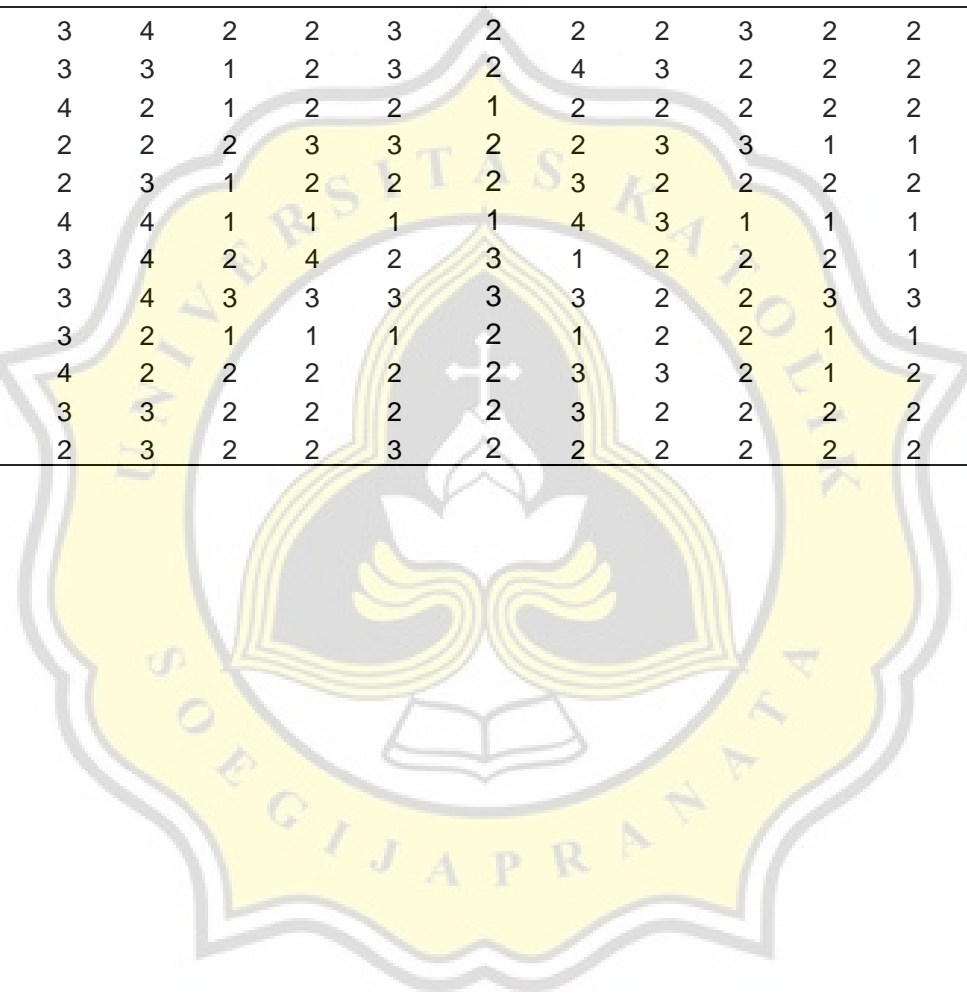 3 4 2 2 3 2 2 2 3 2 2
3 3 1 2 3 2 4 3 2 2 2
4 2 1 2 2 1 2 2 2 2 2
2 2 2 3 3 2 2 3 3 1 1
2 3 1 2 2 2 3 2 2 2 2
4 4 1 1 1 1 4 3 1 1 1
3 4 2 4 2 3 1 2 2 2 1
3 4 3 3 3 3 3 2 2 3 3
3 2 1 1 1 2 1 2 2 1 1
4 2 2 2 2 2 3 3 2 1 2
3 3 2 2 2 2 3 2 2 2 2
2 3 2 2 3 2 2 2 2 2 2
UNIVERSITAS KATOLIK
SOEGIJAPRANATA